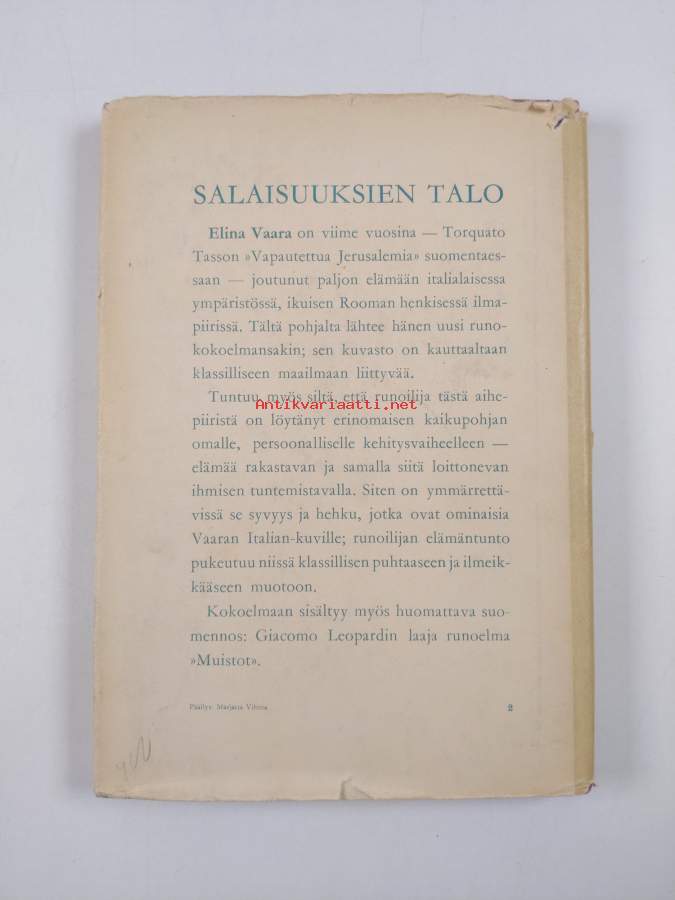 SALAISUUKSIEN TALO
Elina Vaara on viime vuosina — Torquato
Tasson »Vapautettua Jerusalemia» suomentaes-
saan — joutunut paljon elämään italialaisessa
ympäristössä, ikuisen Rooman henkisessä ilma-
piirissä. Tältä pohjalta lähtee hänen uusi runo-
kokoelmansakin; sen kuvasto on kauttaaltaan
klassilliseen maailmaan liittyvää.
Tuntuu myös siltä, että runoilija tästä aihe-
Antikvariaatti.net
piiristä on löytänyt erinomaisen kaikupohjan
omalle, persoonalliselle kehitysvaiheelleen —
elämää rakastavan ja samalla siitä loittonevan
ihmisen tuntemistavalla. Siten on ymmärrettä-
vissä se syvyys ja hehku, jotka ovat ominaisia
Vaaran Italian-kuville; runoilijan elämäntunto
pukeutuu niissä klassillisen puhtaaseen ja ilmeik-
kääseen muotoon.
Kokoelmaan sisältyy myös huomattava suo-
mennos: Giacomo Leopardin laaja runoelma
»Muistot».
Päällys Marjatta
2